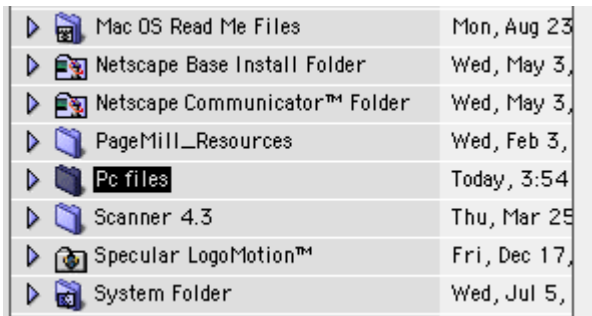 Mac OS Read Me Files Mon, Aug 23
Netscape Base Install Folder Wed, May 3,
Netscape Communicator™ Folder Wed, May 3,
PageMill_Resources Wed, Feb 3,
Pc files Today, 3:54
Scanner 4.3 Thu, Mar 25
Specular LogoMotion™ Fri, Dec 17,
System Folder Wed, Jul 5,